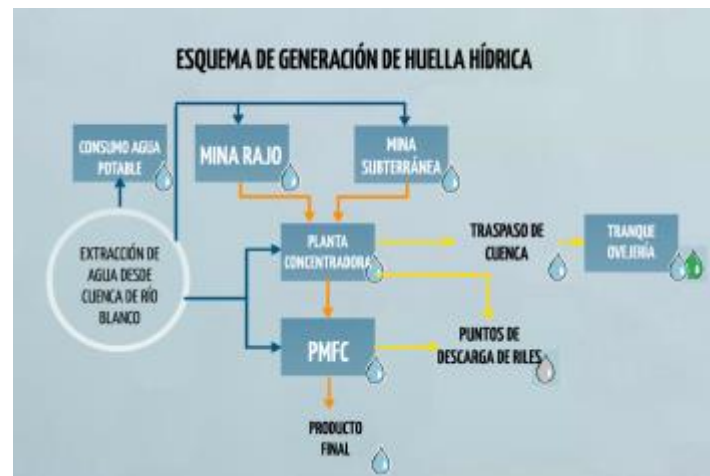 ESQUEMA DE GENERACIÓN DE HUELLA HÍDRICA
CONSUMO AGUA
POTABLE
MINA RAJO
MINA
SUBTERRÁNEA
EXTRACCIÓN DE
AGUA DESDE
CUENCA DE RÍO
BLANCO
PLANTA
CONCENTRADORA
TRASPASO DE
CUENCA
TRANQUE
OVEJERÍA
PMFC
PUNTOS DE
DESCARGA DE RILES
PRODUCTO
FINAL